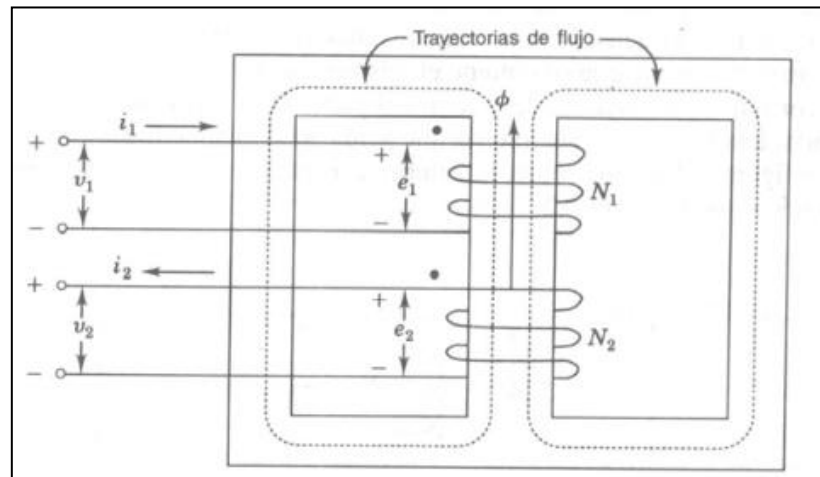 Trayectorias de flujo
ϕ
i₁
+ + 
v₁ e₁ N₁
− −
i₂
+ +
v₂ e₂ N₂
− −